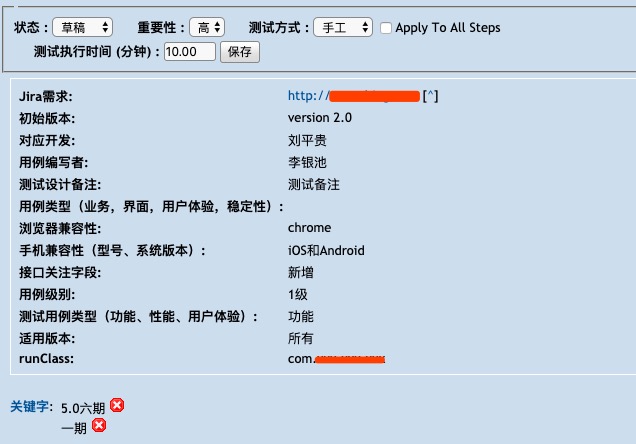 状态： 草稿 重要性： 高 测试方式： 手工 Apply To All Steps
测试执行时间 (分钟)： 10.00 保存
Jira需求: http:// [^]
初始版本: version 2.0
对应开发: 刘平贵
用例编写者: 李银池
测试设计备注: 测试备注
用例类型（业务，界面，用户体验，稳定性）:
浏览器兼容性: chrome
手机兼容性（型号、系统版本）: iOS和Android
接口关注字段: 新增
用例级别: 1级
测试用例类型（功能、性能、用户体验）: 功能
适用版本: 所有
runClass: com.
关键字: 5.0六期
一期